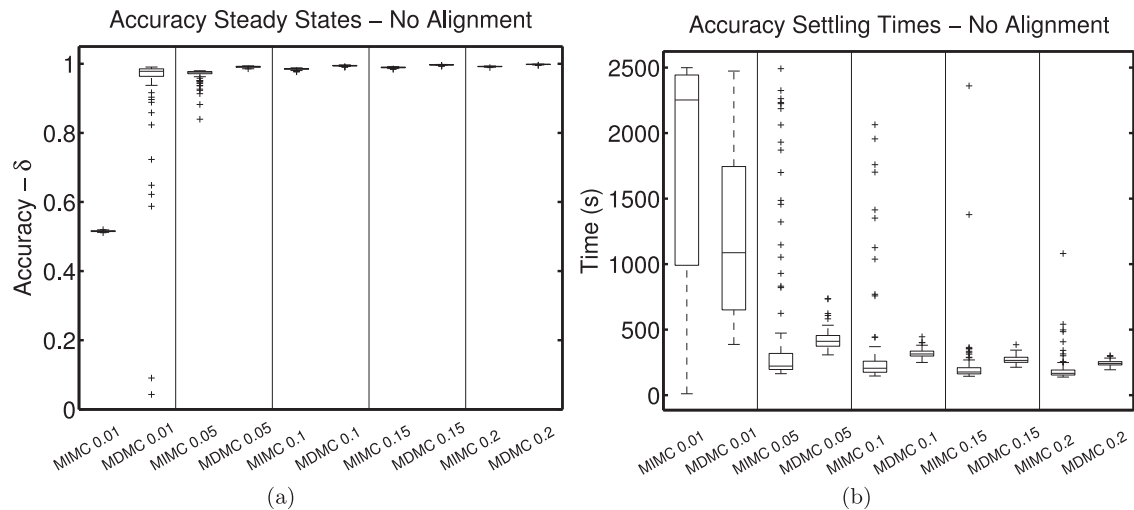 Accuracy Steady States – No Alignment
Accuracy – δ
1
0.8
0.6
0.4
0.2
0
MIMC 0.01
MDMC 0.01
MIMC 0.05
MDMC 0.05
MIMC 0.1
MDMC 0.1
MIMC 0.15
MDMC 0.15
MIMC 0.2
MDMC 0.2
(a)
Accuracy Settling Times – No Alignment
Time (s)
2500
2000
1500
1000
500
0
MIMC 0.01
MDMC 0.01
MIMC 0.05
MDMC 0.05
MIMC 0.1
MDMC 0.1
MIMC 0.15
MDMC 0.15
MIMC 0.2
MDMC 0.2
(b)